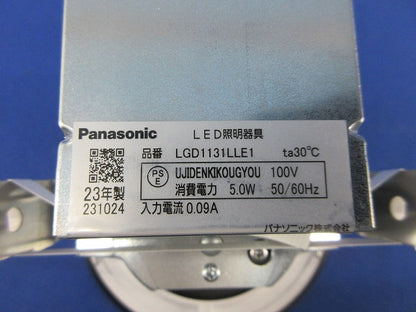 Panasonic LED照明器具
品番 LGD1131LLE1 ta30℃
PS
E
UJIDENKIKOUGYOU 100V
消費電力 5.0W 50/60Hz
23年製
231024
入力電流 0.09A
パナソニック株式会社